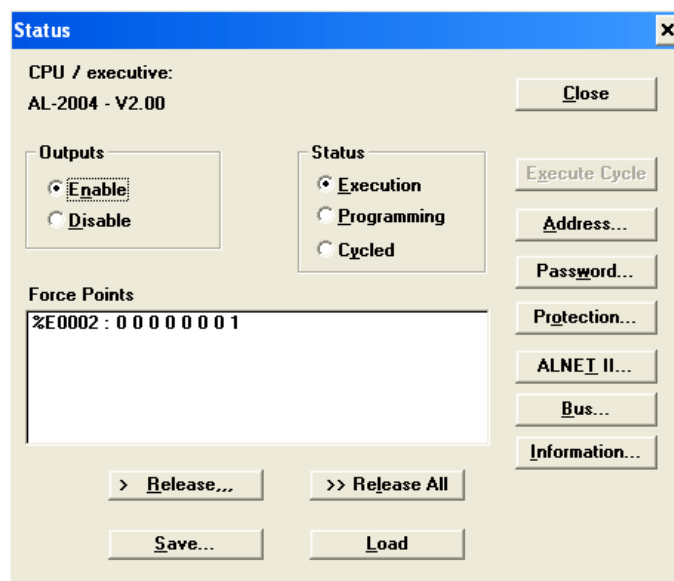 Status
CPU / executive:
AL-2004 - V2.00
Close
Outputs
Enable
Disable
Status
Execution
Programming
Cycled
Execute Cycle
Address...
Password...
Protection...
ALNET II...
Bus...
Information...
Force Points
%E0002 : 0 0 0 0 0 0 0 1
> Release,,,
>> Release All
Save...
Load